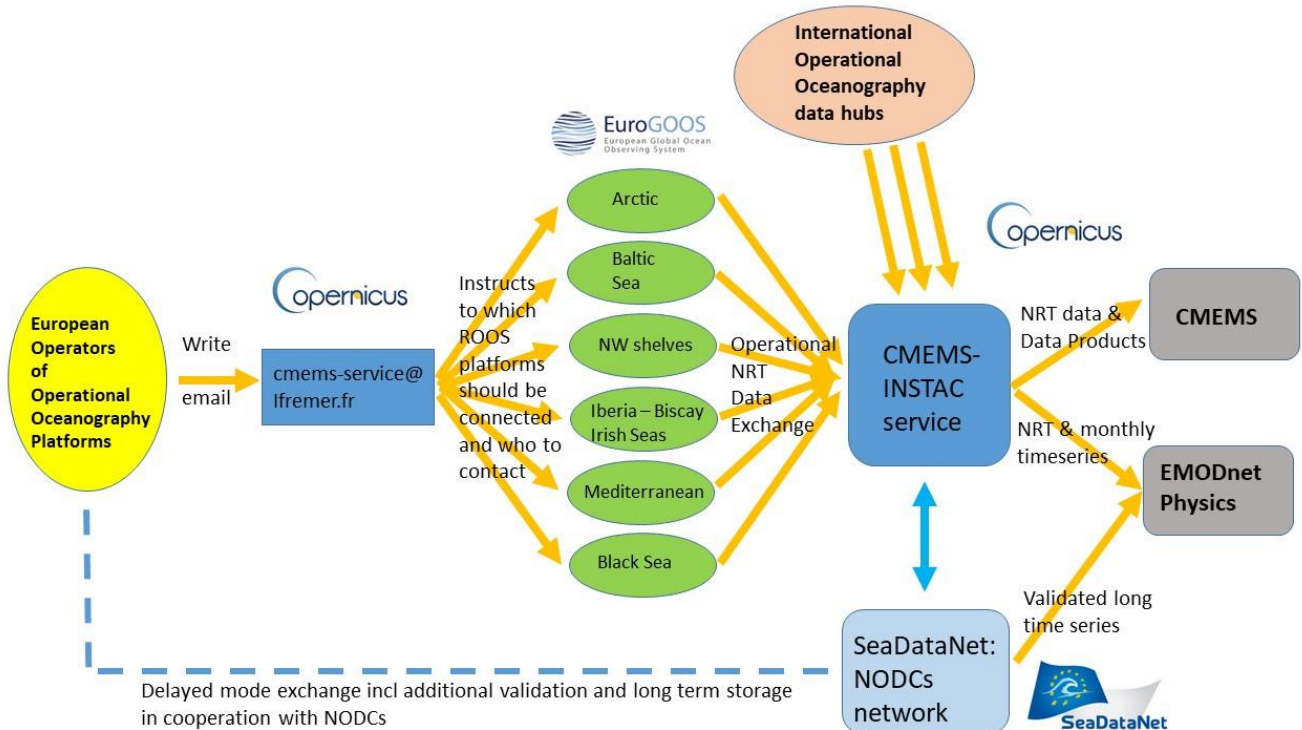 International
Operational
Oceanography
data hubs
EuroGOOS
European Global Ocean
Observing System
Arctic
Baltic
Sea
NW shelves
Iberia – Biscay
Irish Seas
Mediterranean
Black Sea
European
Operators
of
Operational
Oceanography
Platforms
Write
email
Copernicus
cmems-service@
Ifremer.fr
Instructs
to which
ROOS
platforms
should be
connected
and who to
contact
Operational
NRT
Data
Exchange
Copernicus
CMEMS-
INSTAC
service
NRT data &
Data Products
CMEMS
NRT & monthly
timeseries
EMODnet
Physics
Validated long
time series
SeaDataNet:
NODCs
network
SeaDataNet
Delayed mode exchange incl additional validation and long term storage
in cooperation with NODCs